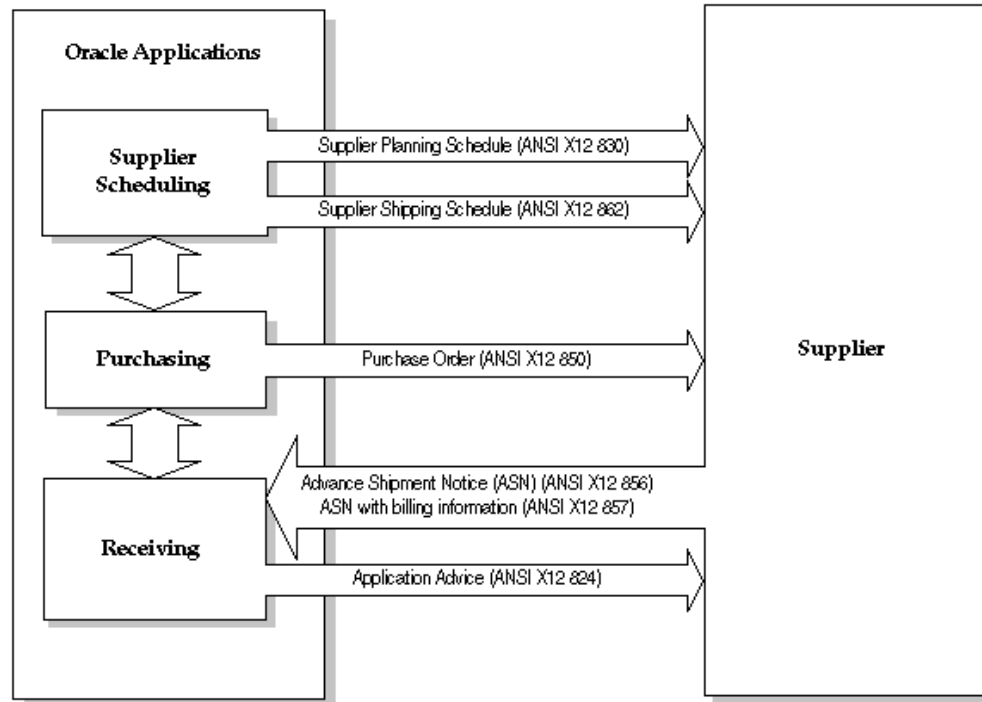 Oracle Applications
Supplier
Scheduling
Supplier Planning Schedule (ANSI X12 830)
Supplier Shipping Schedule (ANSI X12 862)
Purchasing
Purchase Order (ANSI X12 850)
Supplier
Advance Shipment Notice (ASN) (ANSI X12 856)
ASN with billing information (ANSI X12 857)
Receiving
Application Advice (ANSI X12 824)